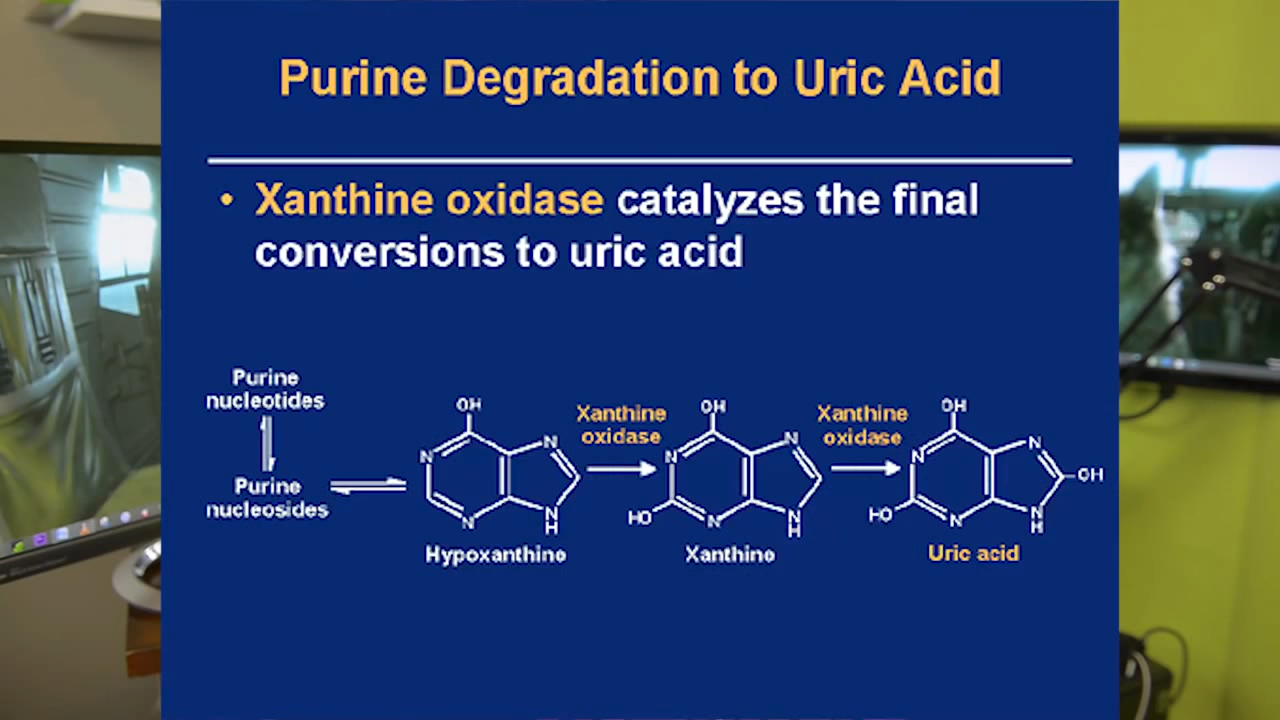 Purine Degradation to Uric Acid
• Xanthine oxidase catalyzes the final
conversions to uric acid
Purine
nucleotides
Purine
nucleosides
OH
N
N
N
N
H
Hypoxanthine
Xanthine
oxidase
OH
N
N
HO
N
N
H
Xanthine
Xanthine
oxidase
OH
N
N
OH
HO
N
N
H
Uric acid